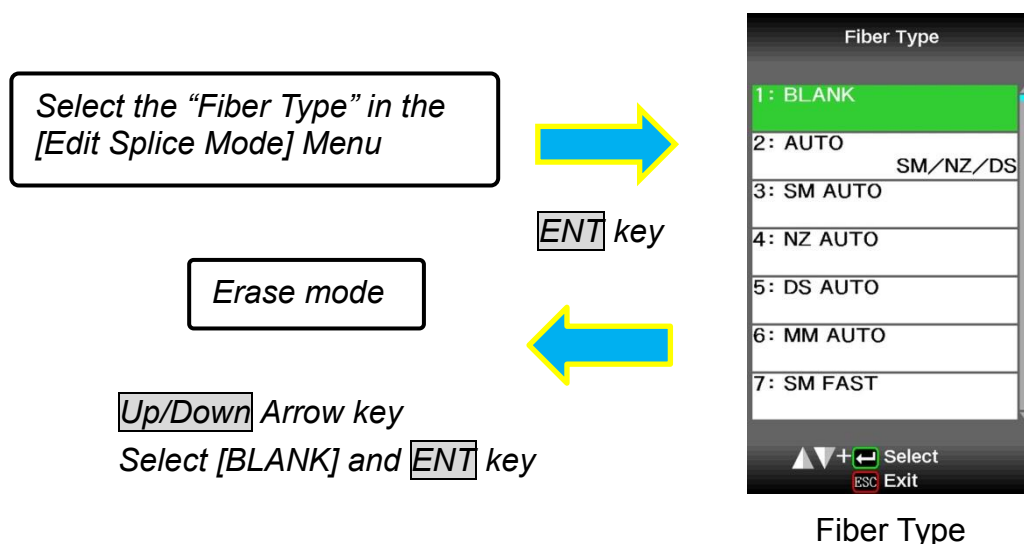 Select the “Fiber Type” in the
[Edit Splice Mode] Menu
ENT key
Erase mode
Up/Down Arrow key
Select [BLANK] and ENT key
Fiber Type
1: BLANK
2: AUTO
SM/NZ/DS
3: SM AUTO
4: NZ AUTO
5: DS AUTO
6: MM AUTO
7: SM FAST
+ Select
ESC Exit
Fiber Type